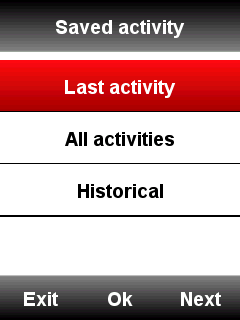 Saved activity
Last activity
All activities
Historical
Exit Ok Next